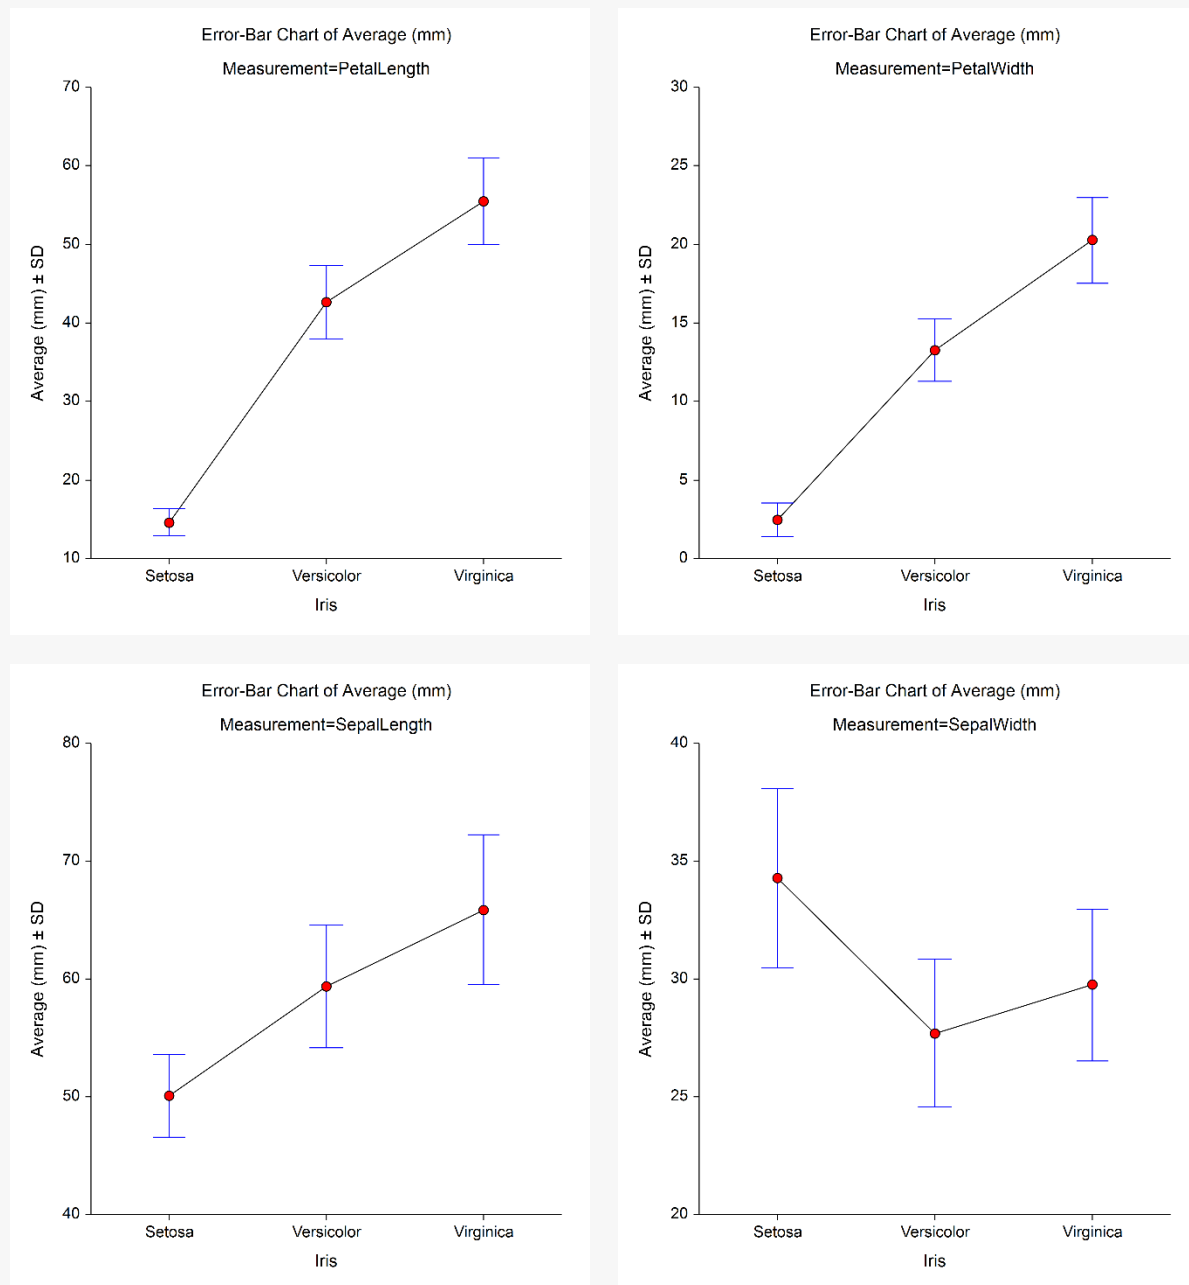 Error-Bar Chart of Average (mm)
Measurement=PetalLength
Average (mm) ± SD
70
60
50
40
30
20
10
Setosa Versicolor Virginica
Iris
Error-Bar Chart of Average (mm)
Measurement=PetalWidth
Average (mm) ± SD
30
25
20
15
10
5
0
Setosa Versicolor Virginica
Iris
Error-Bar Chart of Average (mm)
Measurement=SepalLength
Average (mm) ± SD
80
70
60
50
40
Setosa Versicolor Virginica
Iris
Error-Bar Chart of Average (mm)
Measurement=SepalWidth
Average (mm) ± SD
40
35
30
25
20
Setosa Versicolor Virginica
Iris